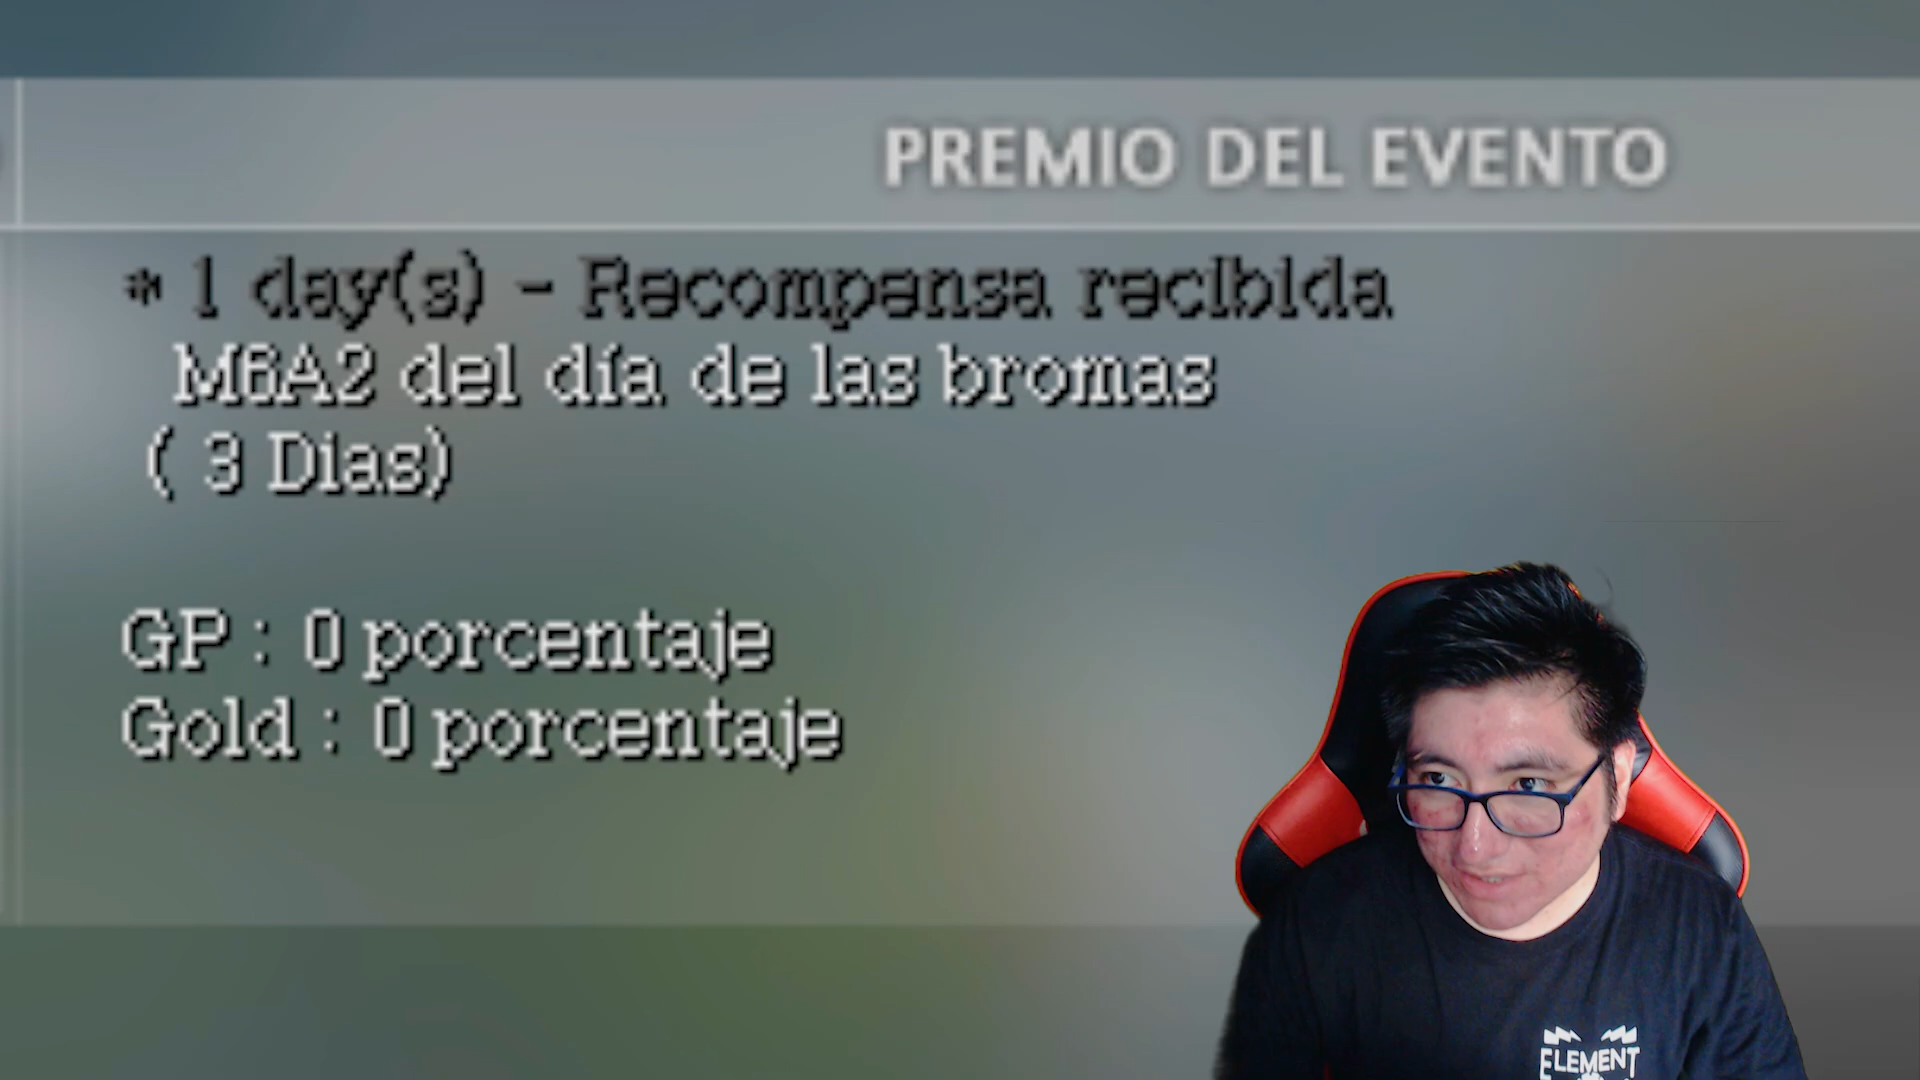 PREMIO DEL EVENTO
* 1 day(s) - Recompensa recibida
M6A2 del día de las bromas
( 3 Dias)
GP : 0 porcentaje
Gold : 0 porcentaje
ELEMENT